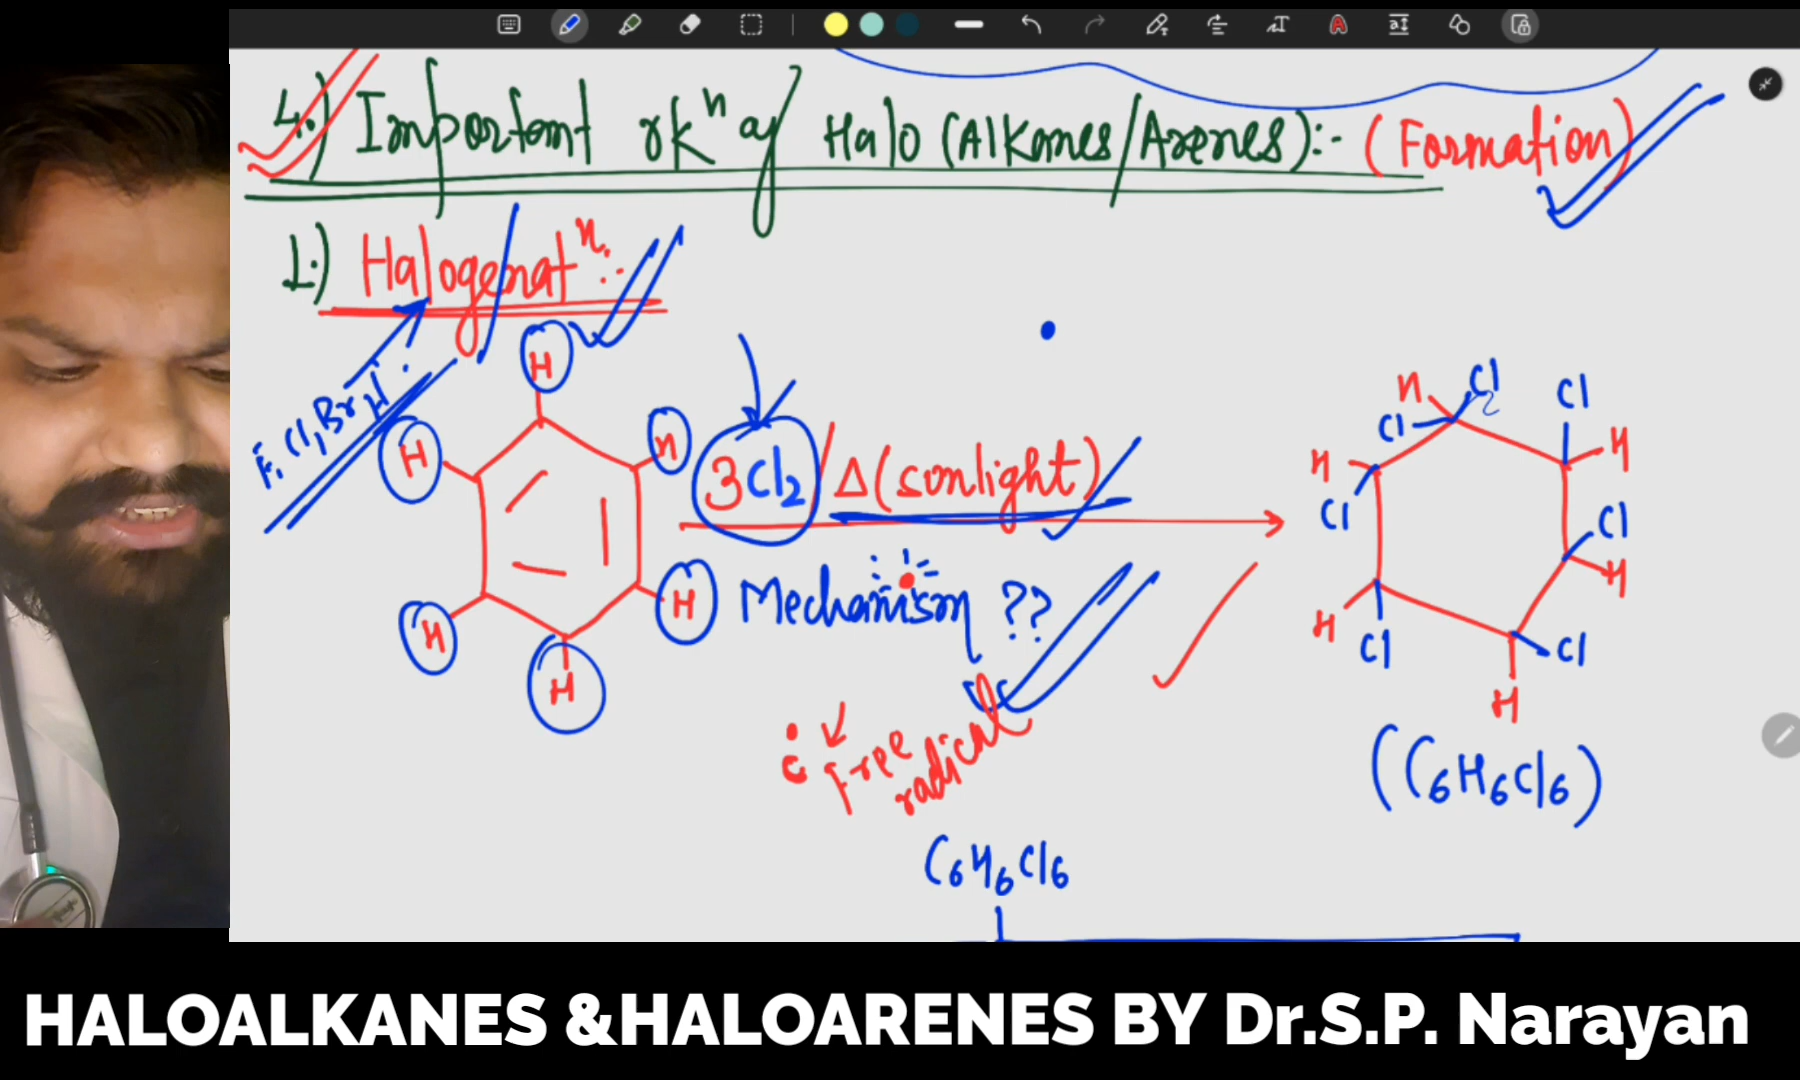 4.) Important rkⁿ of Halo (Alkanes/Arenes):- (Formation)
1.) Halogenatⁿ:-
F, Cl, Br, I
H
H
H
H
H
H
3Cl₂/Δ(sunlight)
Mechanism ??
Free
radical
H Cl Cl
Cl H
H
Cl
Cl
H
H
Cl
Cl
H
(C₆H₆Cl₆)
C₆H₆Cl₆
HALOALKANES &HALOARENES BY Dr.S.P. Narayan